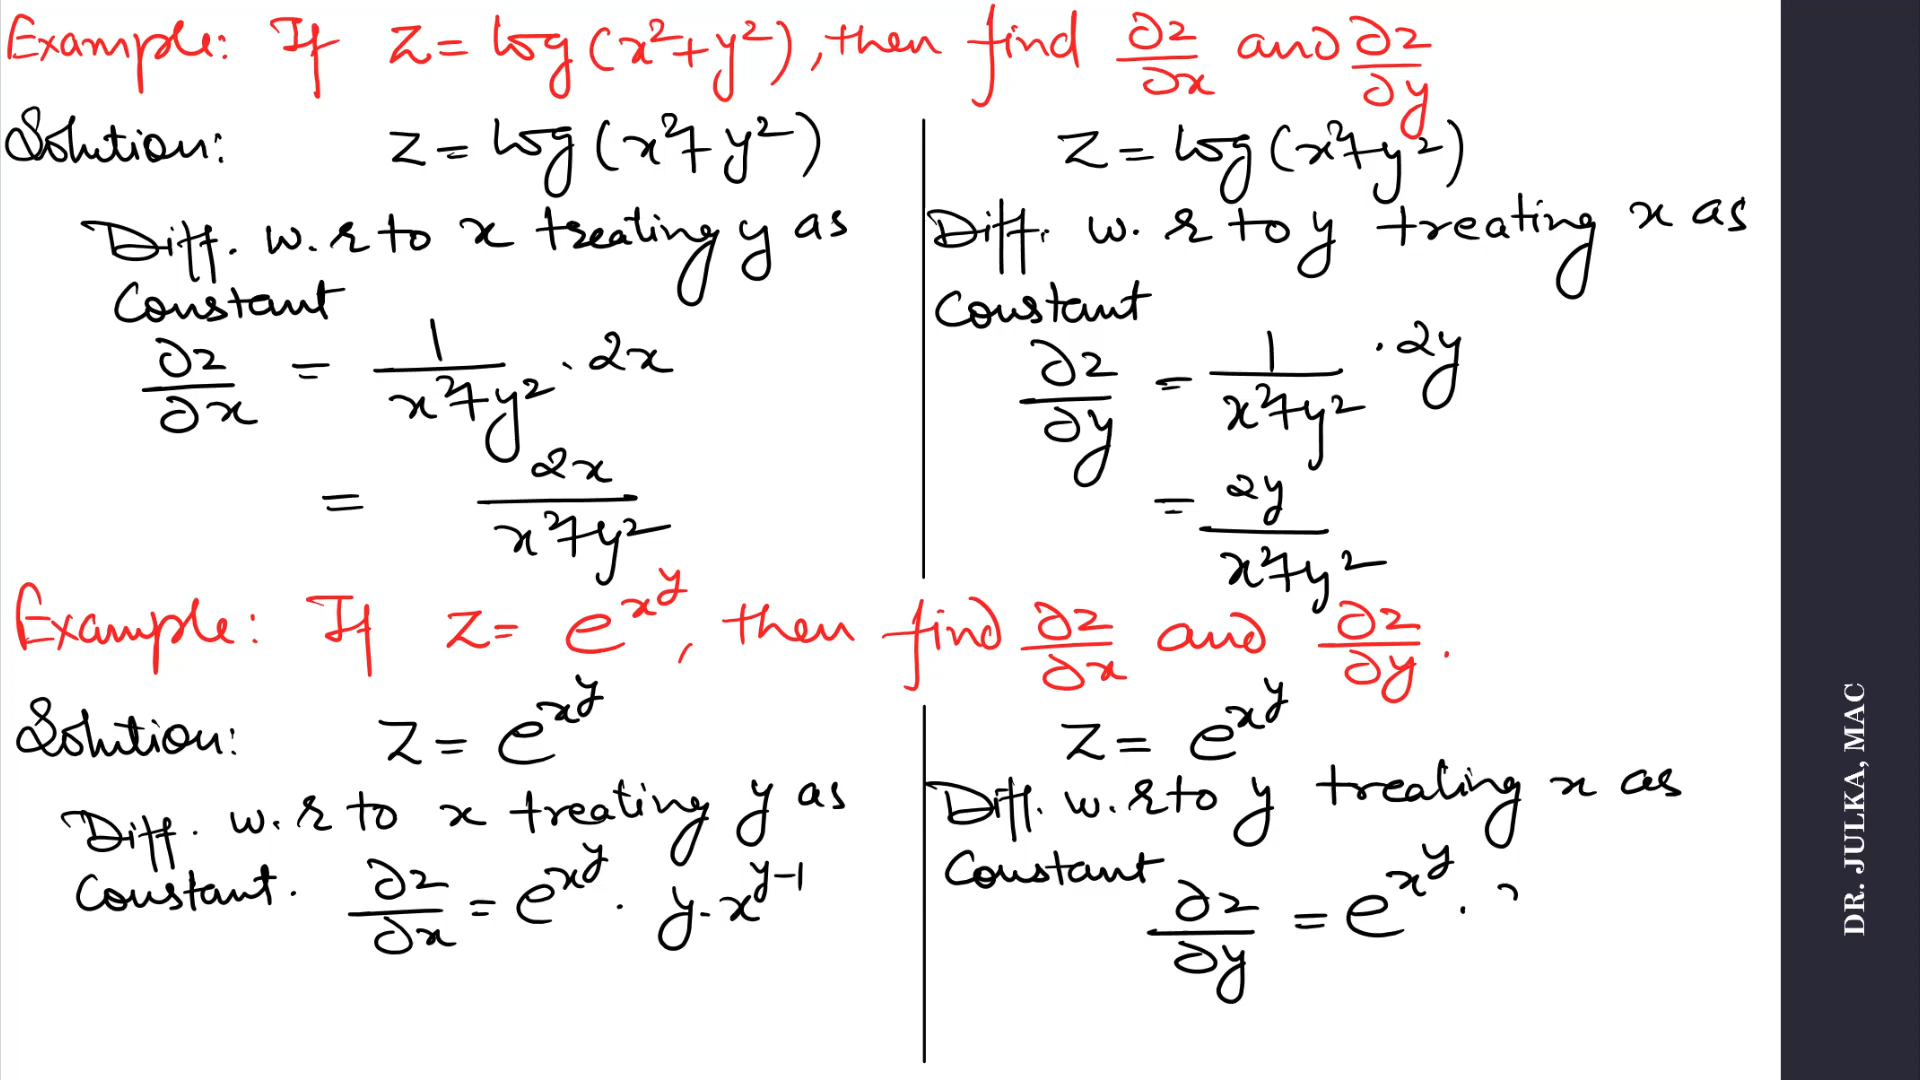 Example: If z = log(x²+y²), then find ∂z/∂x and ∂z/∂y
Solution: z = log(x²+y²)
Diff. w.r to x treating y as
Constant
∂z/∂x = 1/(x²+y²) · 2x
= 2x/(x²+y²)
z = log(x²+y²)
Diff. w.r to y treating x as
Constant
∂z/∂y = 1/(x²+y²) · 2y
= 2y/(x²+y²)
Example: If z = e^(x^y), then find ∂z/∂x and ∂z/∂y.
Solution: z = e^(x^y)
Diff. w.r to x treating y as
Constant. ∂z/∂x = e^(x^y) · y·x^(y-1)
z = e^(x^y)
Diff. w.r to y treating x as
Constant
∂z/∂y = e^(x^y) ·
DR. JULKA, MAC